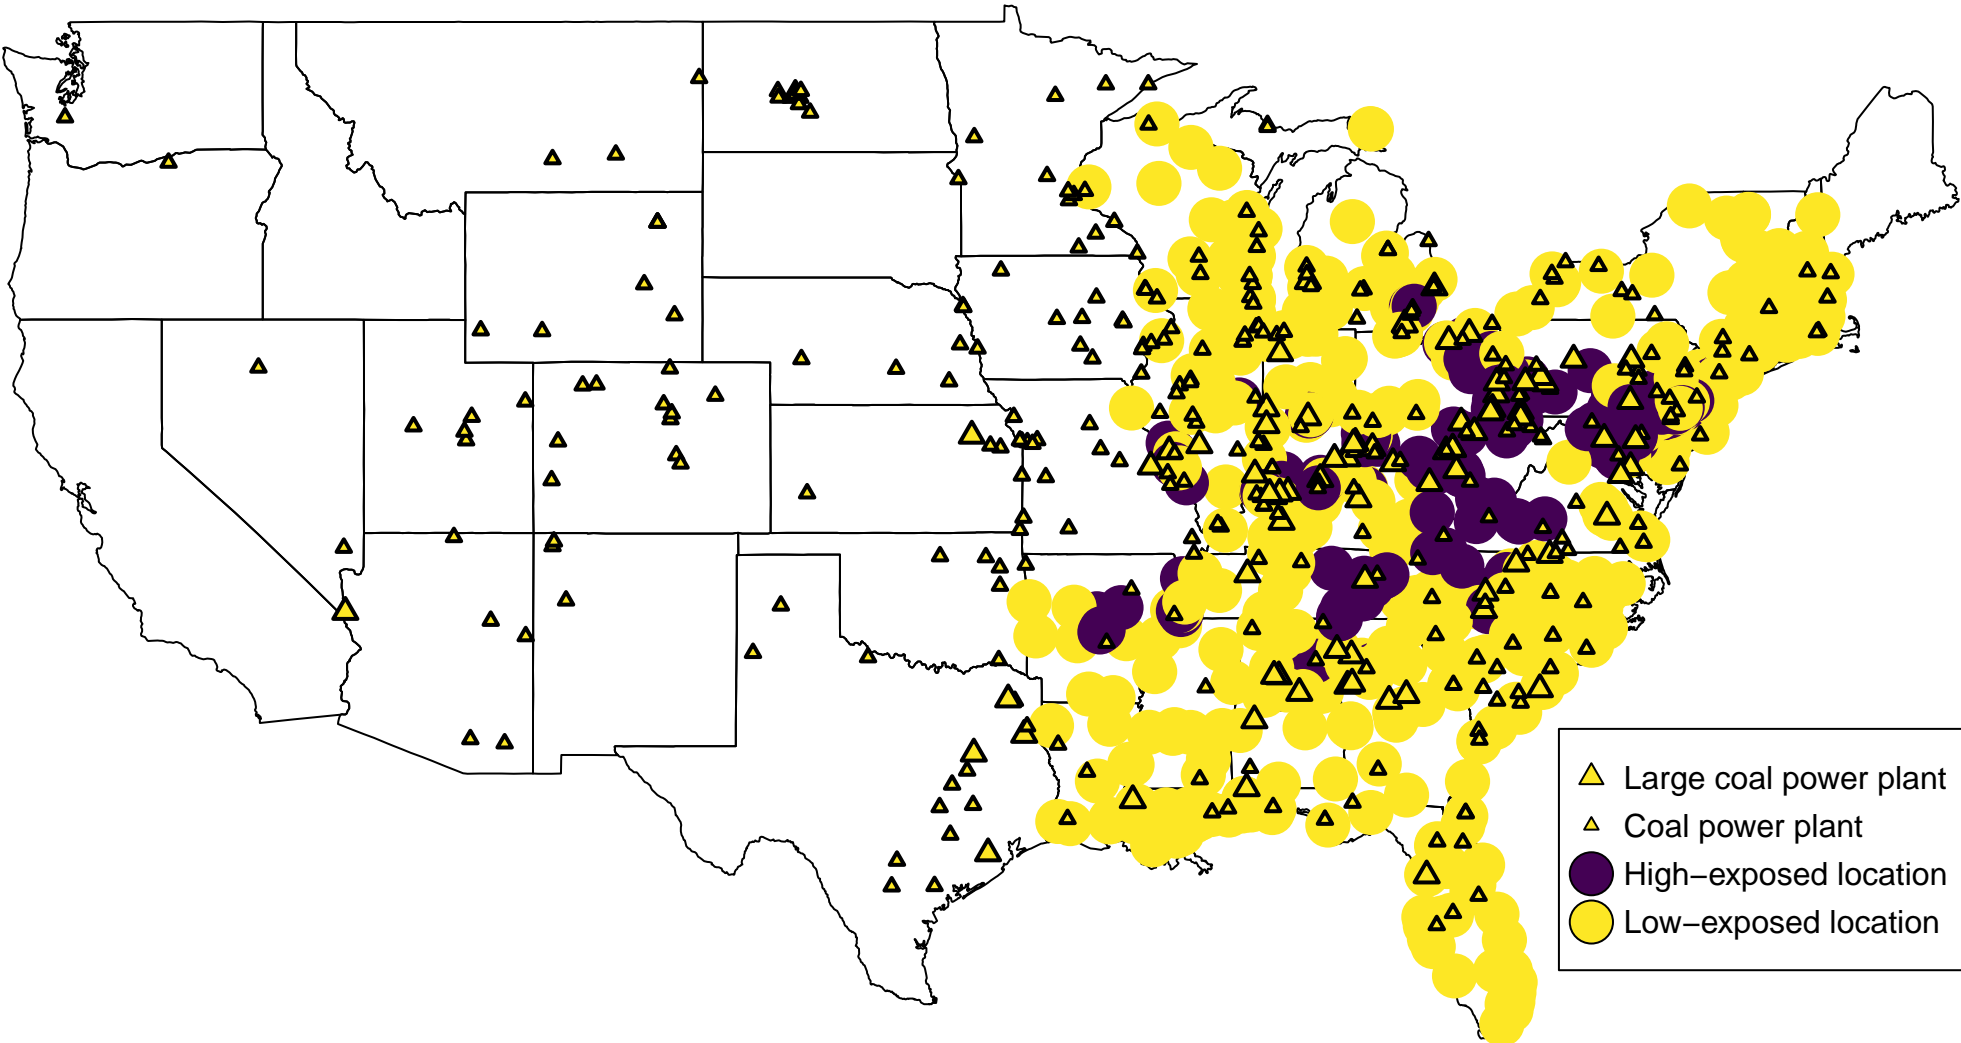 Large coal power plant
Coal power plant
High−exposed location
Low−exposed location